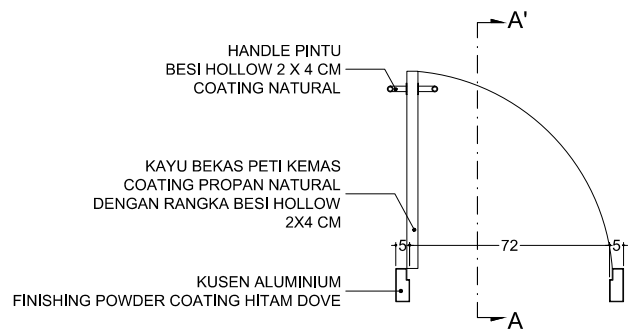 A'
HANDLE PINTU
BESI HOLLOW 2 X 4 CM
COATING NATURAL
KAYU BEKAS PETI KEMAS
COATING PROPAN NATURAL
DENGAN RANGKA BESI HOLLOW
2X4 CM
5 72 5
KUSEN ALUMINIUM
FINISHING POWDER COATING HITAM DOVE
A